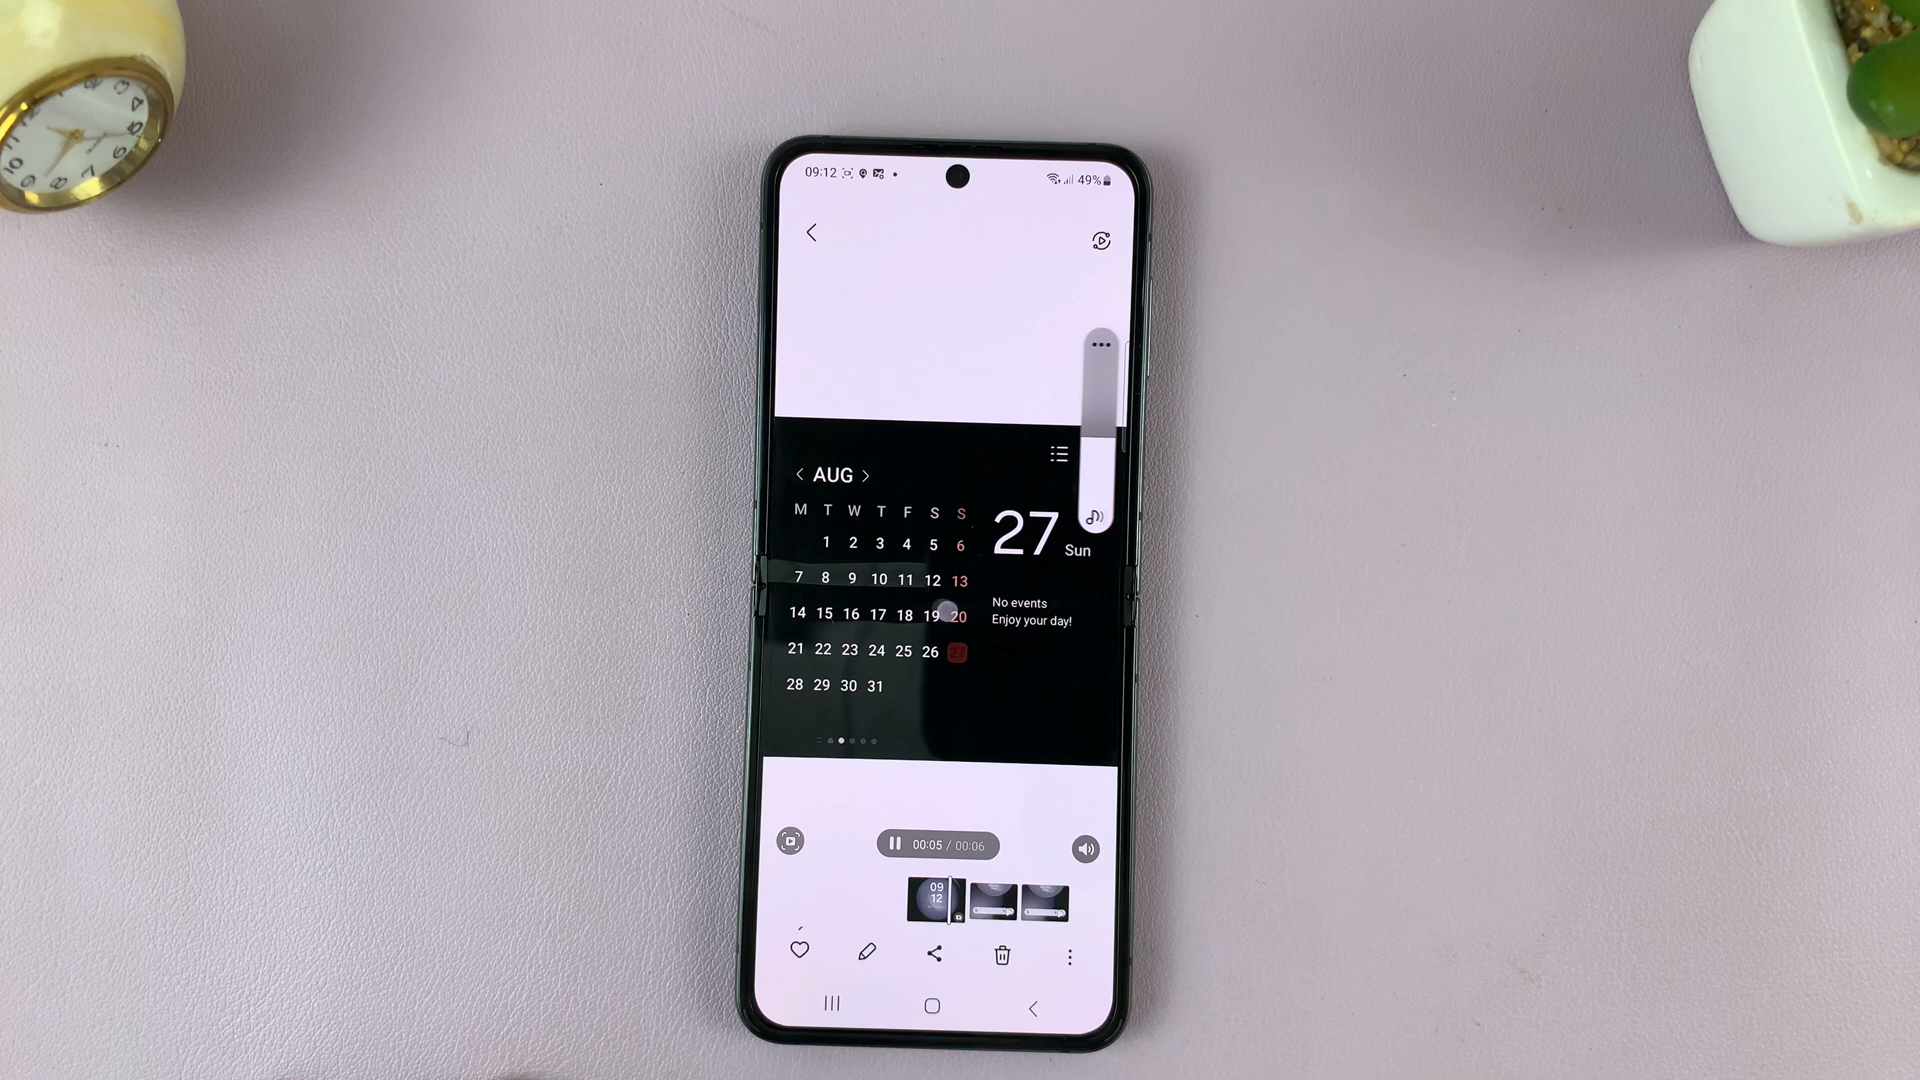 09:12
49%
AUG
M T W T F S S
1 2 3 4 5 6
7 8 9 10 11 12 13
14 15 16 17 18 19 20
21 22 23 24 25 26 27
28 29 30 31
27 Sun
No events
Enjoy your day!
00:05 / 00:06
09
12